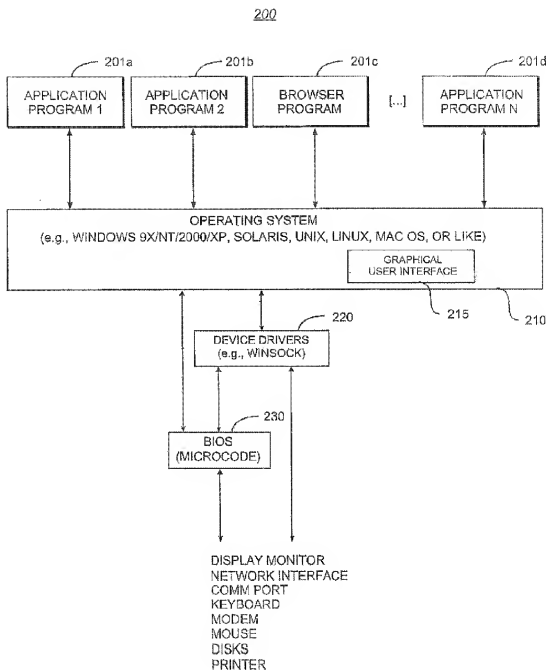 200
201a
201b
201c
201d
APPLICATION
PROGRAM 1
APPLICATION
PROGRAM 2
BROWSER
PROGRAM
[...]
APPLICATION
PROGRAM N
OPERATING SYSTEM
(e.g., WINDOWS 9X/NT/2000/XP, SOLARIS, UNIX, LINUX, MAC OS, OR LIKE)
GRAPHICAL
USER INTERFACE
215
210
220
DEVICE DRIVERS
(e.g., WINSOCK)
230
BIOS
(MICROCODE)
DISPLAY MONITOR
NETWORK INTERFACE
COMM PORT
KEYBOARD
MODEM
MOUSE
DISKS
PRINTER